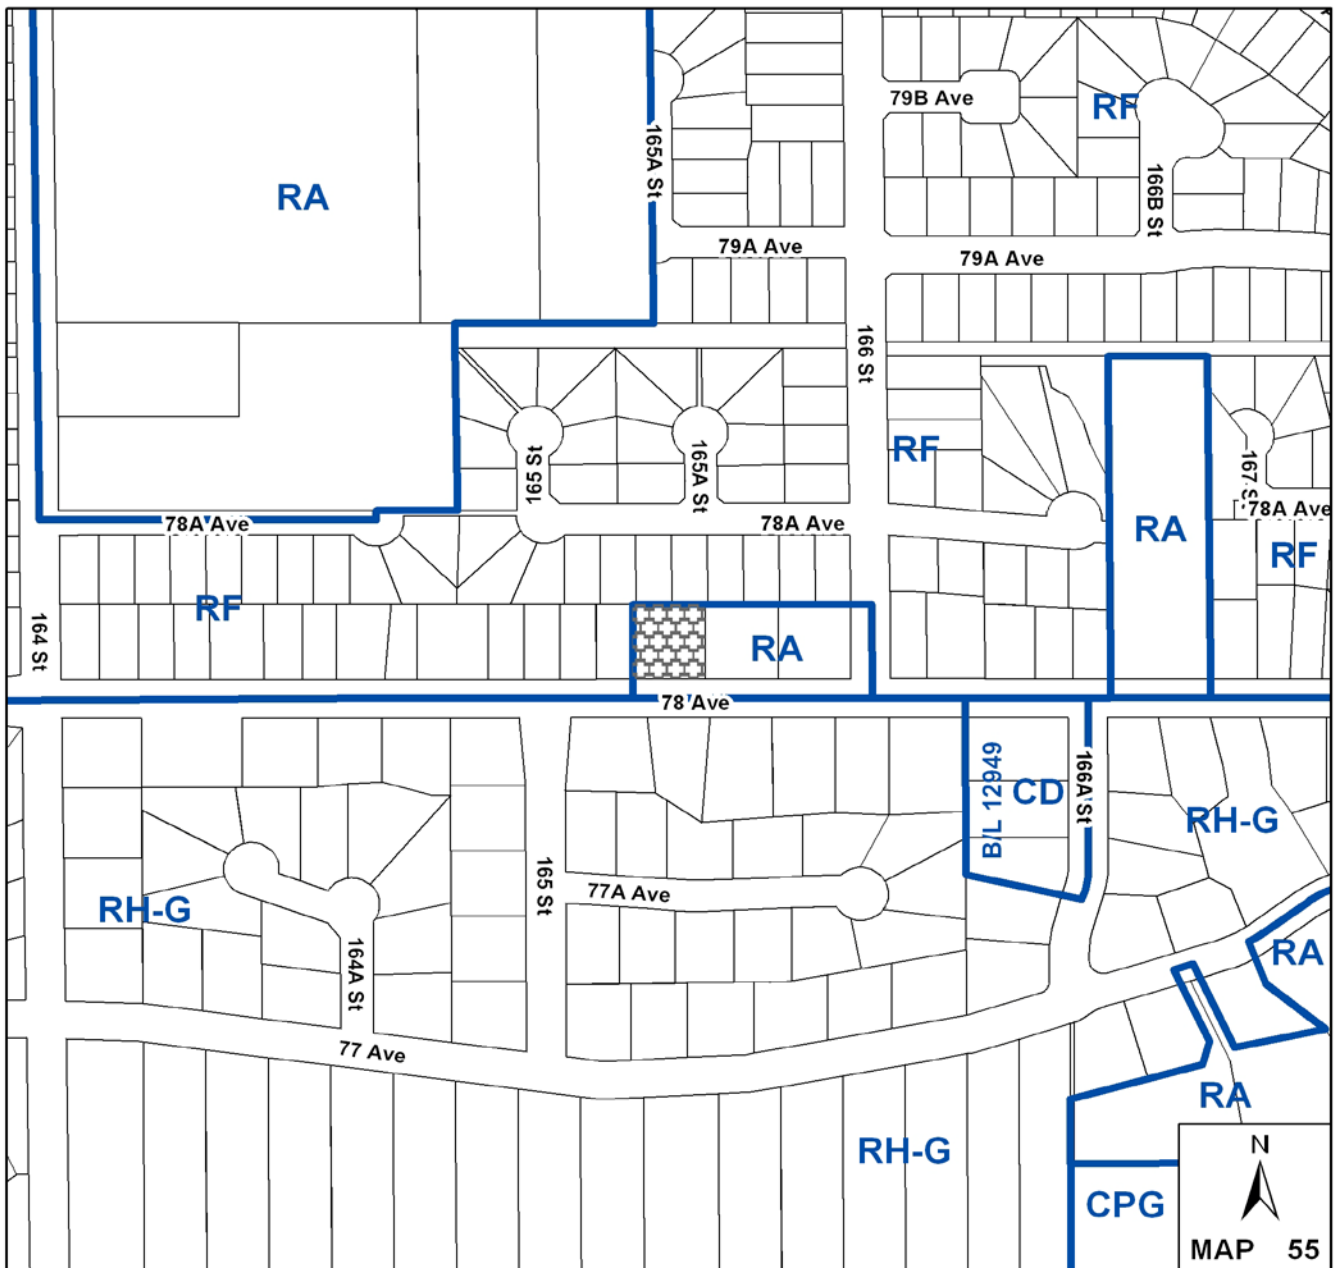 79B Ave
RF
165A St
RA
166B St
79A Ave
79A Ave
166 St
RF
165 St
165A St
167 S
78A Ave
78A Ave
78A Ave
RA
RF
RF
164 St
RA
78 Ave
B/L 12949
CD
166A St
RH-G
165 St
77A Ave
RH-G
164A St
RA
77 Ave
RA
RH-G
N
CPG
MAP 55